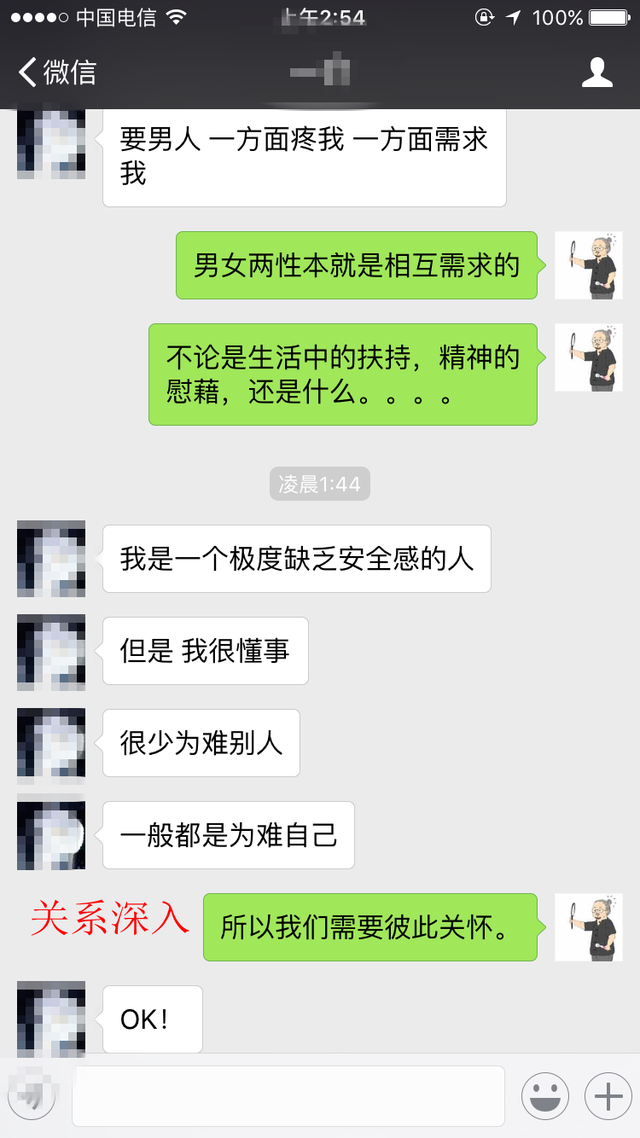 中国电信
上午2:54
100%
微信
要男人 一方面疼我 一方面需求
我
男女两性本就是相互需求的
不论是生活中的扶持，精神的
慰藉，还是什么。。。。
凌晨1:44
我是一个极度缺乏安全感的人
但是 我很懂事
很少为难别人
一般都是为难自己
关系深入
所以我们需要彼此关怀。
OK！